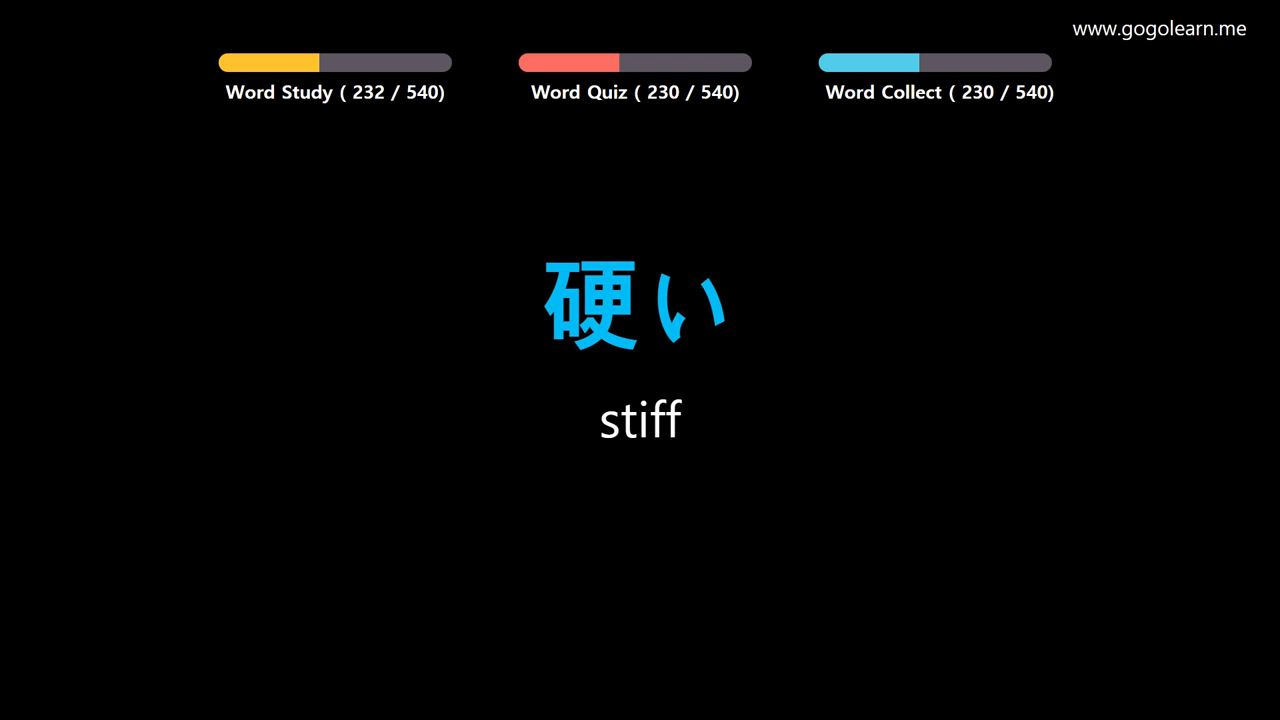 www.gogolearn.me
Word Study ( 232 / 540)
Word Quiz ( 230 / 540)
Word Collect ( 230 / 540)
硬い
stiff